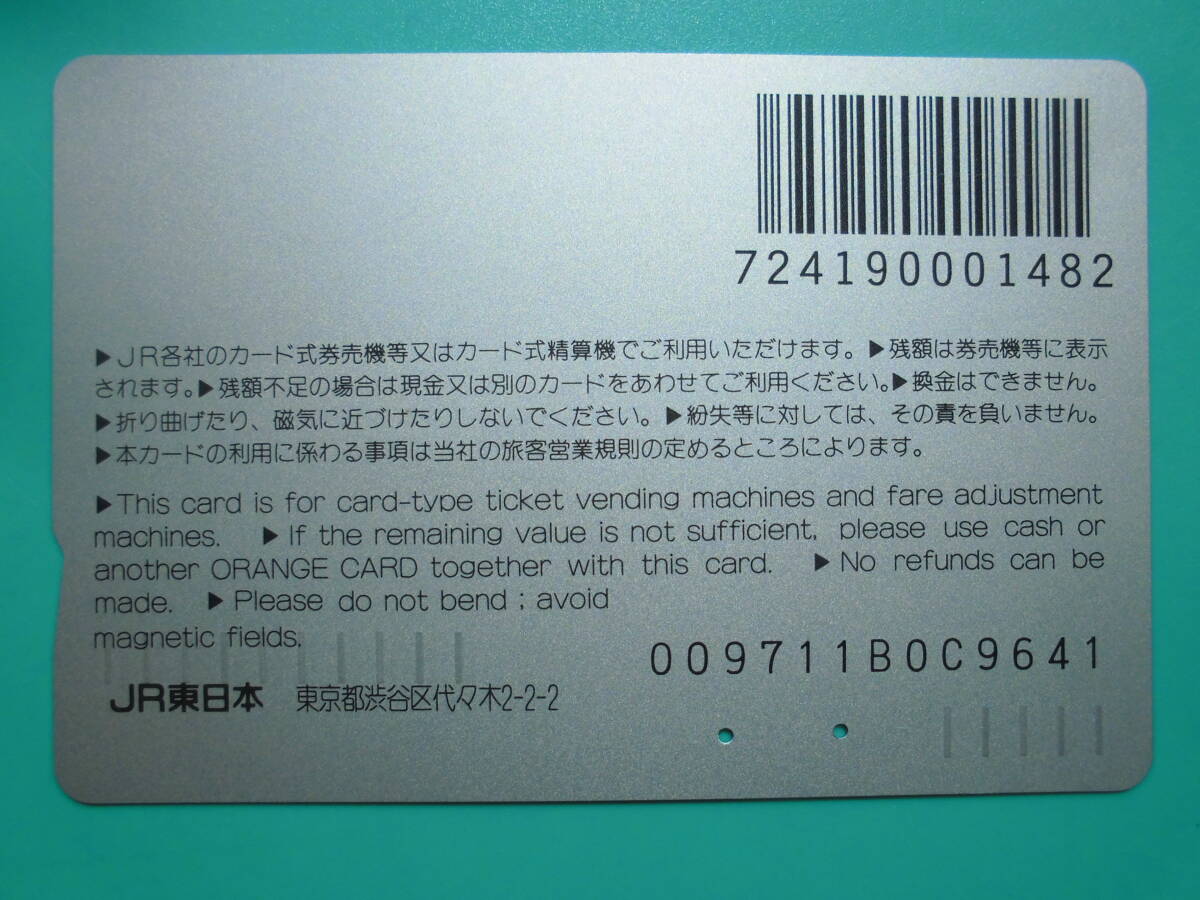 7241900014​82
▶JR各社のカード式券売機等又はカード式精算機でご利用いただけます。▶残額は券売機等に表示
されます。▶残額不足の場合は現金又は別のカードをあわせてご利用ください。▶換金はできません。
▶折り曲げたり、磁気に近づけたりしないでください。▶紛失等に対しては、その責を負いません。
▶本カードの利用に係わる事項は当社の旅客営業規則の定めるところによります。
▶This card is for card-type ticket vending machines and fare adjustment
machines. ▶If the remaining value is not sufficient, please use cash or
another ORANGE CARD together with this card. ▶No refunds can be
made. ▶Please do not bend ; avoid
magnetic fields.
009711B0C9641
JR東日本 東京都渋谷区代々木2-2-2